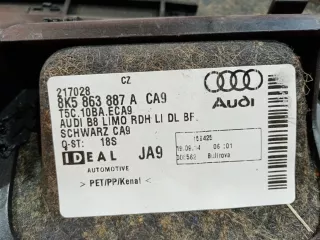 217028
CZ
8K5 863 887 A CA9
T5C.10BA.ECA9
AUDI B8 LIMO RDH LI DL BF.
SCHWARZ CA9
Q-ST: 18S
Audi
IDEAL
AUTOMOTIVE
JA9
> PET/PP/Kenaf <
Bulirova